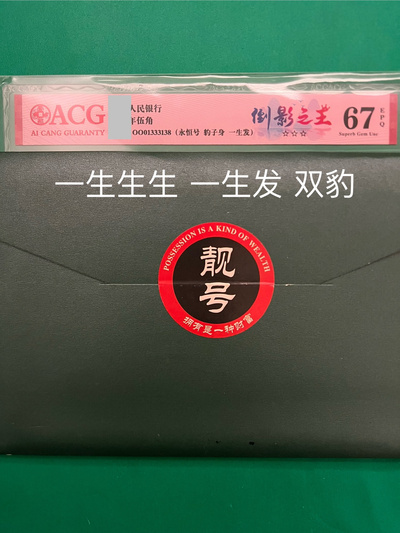 ACG
AI CANG GUARANTY
人民银行
年伍角
OO01333138（永恒号 豹子身 一生发）
倒影之王
☆☆☆
67
EPQ
Superb Gem Unc
一生生生 一生发 双豹
POSSESSION IS A KIND OF WEALTH
靓号
拥有是一种财富